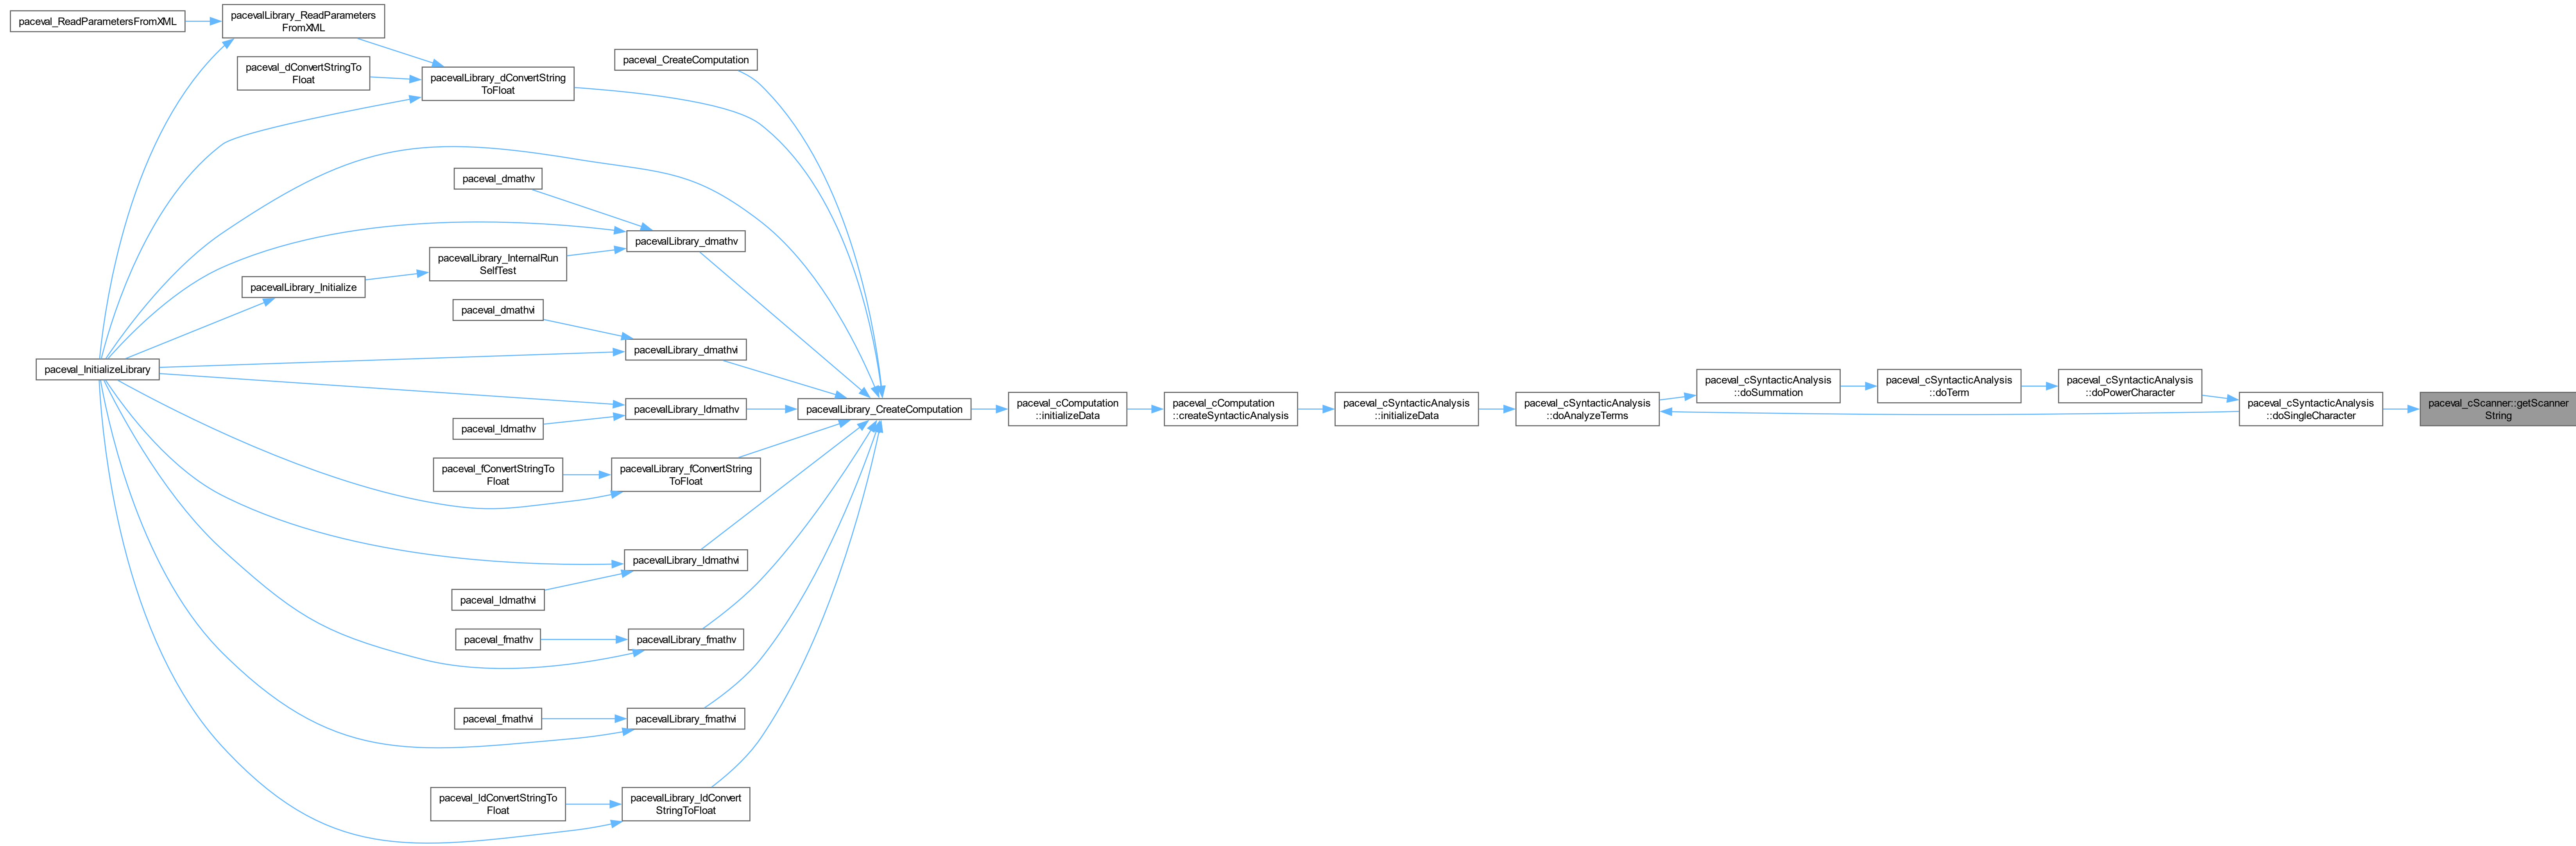 paceval_ReadParametersFromXML
pacevalLibrary_ReadParameters
FromXML
paceval_dConvertStringTo
Float
pacevalLibrary_dConvertString
ToFloat
paceval_CreateComputation
paceval_dmathv
pacevalLibrary_dmathv
pacevalLibrary_InternalRun
SelfTest
pacevalLibrary_Initialize
paceval_dmathvi
pacevalLibrary_dmathvi
paceval_InitializeLibrary
pacevalLibrary_ldmathv
paceval_ldmathv
pacevalLibrary_CreateComputation
paceval_cComputation
::initializeData
paceval_cComputation
::createSyntacticAnalysis
paceval_cSyntacticAnalysis
::initializeData
paceval_cSyntacticAnalysis
::doAnalyzeTerms
paceval_cSyntacticAnalysis
::doSummation
paceval_cSyntacticAnalysis
::doTerm
paceval_cSyntacticAnalysis
::doPowerCharacter
paceval_cSyntacticAnalysis
::doSingleCharacter
paceval_cScanner::getScanner
String
paceval_fConvertStringTo
Float
pacevalLibrary_fConvertString
ToFloat
pacevalLibrary_ldmathvi
paceval_ldmathvi
paceval_fmathv
pacevalLibrary_fmathv
paceval_fmathvi
pacevalLibrary_fmathvi
paceval_ldConvertStringTo
Float
pacevalLibrary_ldConvert
StringToFloat